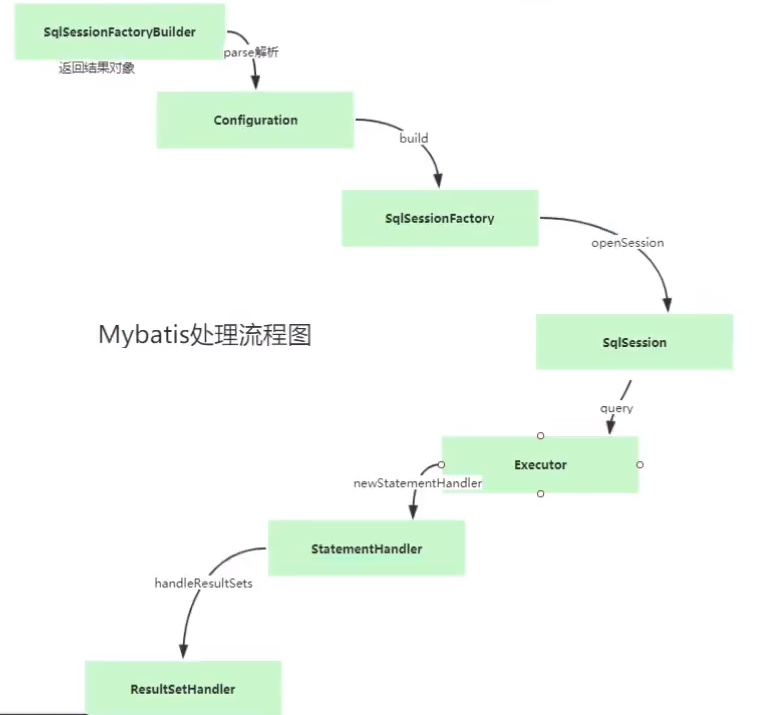 SqlSessionFactoryBuilder
parse解析
返回结果对象
Configuration
build
SqlSessionFactory
openSession
Mybatis处理流程图
SqlSession
query
Executor
newStatementHandler
StatementHandler
handleResultSets
ResultSetHandler